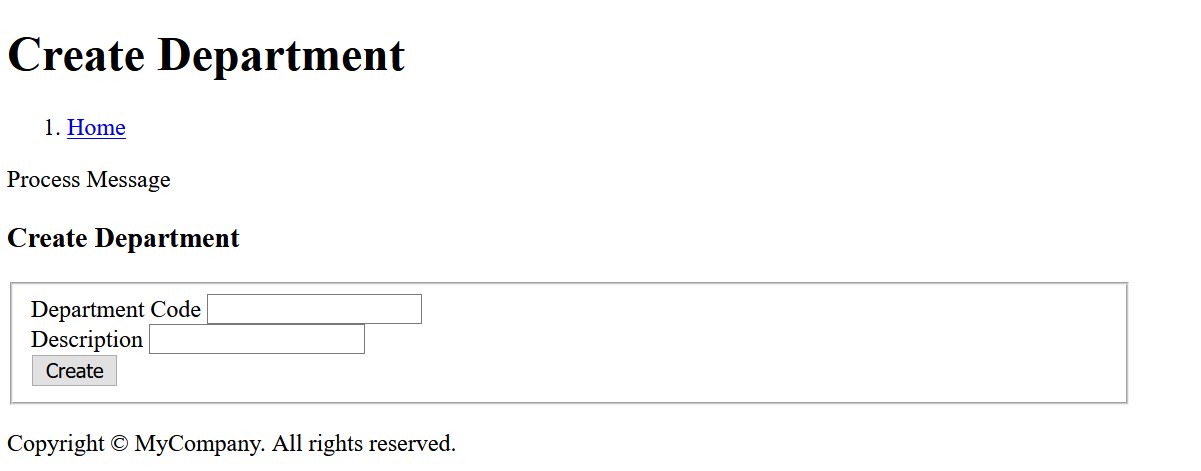 Create Department
1. Home
Process Message
Create Department
Department Code
Description
Create
Copyright © MyCompany. All rights reserved.